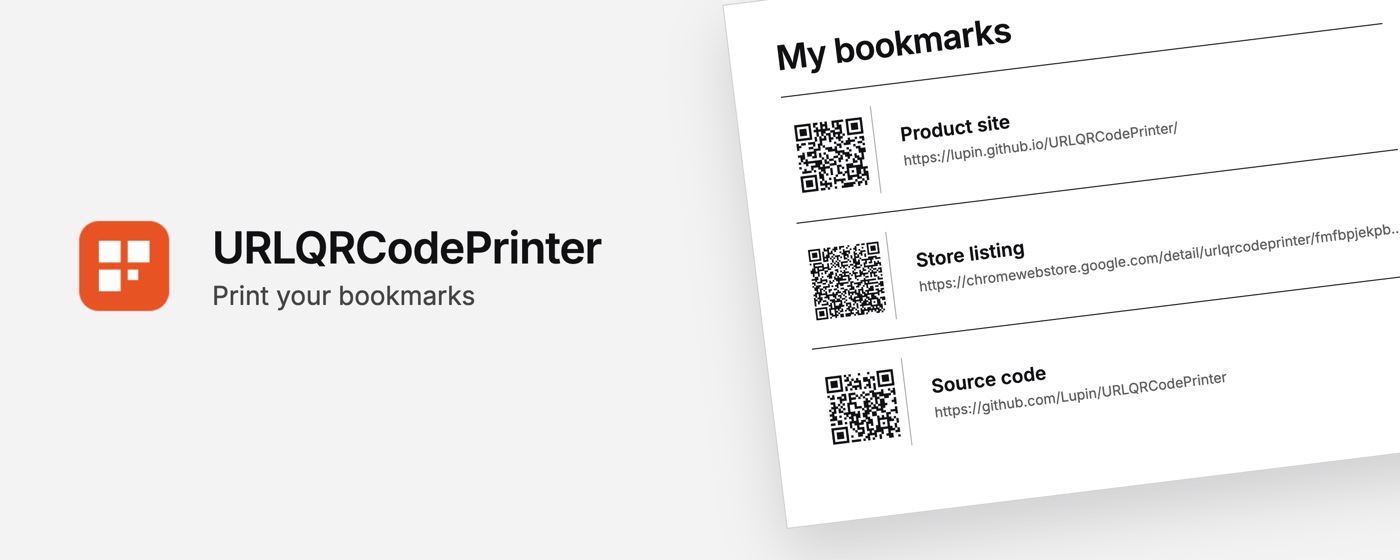 URLQRCodePrinter
Print your bookmarks
My bookmarks
Product site
https://lupin.github.io/URLQRCodePrinter/
Store listing
https://chromewebstore.google.com/detail/urlqrcodeprinter/fmfbpjekpb...
Source code
https://github.com/Lupin/URLQRCodePrinter